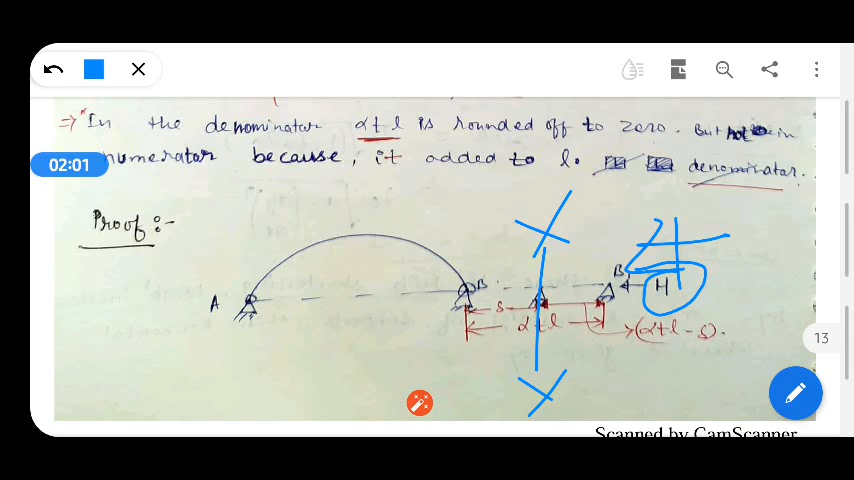 ⇒ "In the denominator αtl is rounded off to zero. But not in
02:01
numerator because, it added to l. denominator.
Proof :-
A
B
B'
H
s
αtl
(αtl - s).
13
Scanned by CamScanner